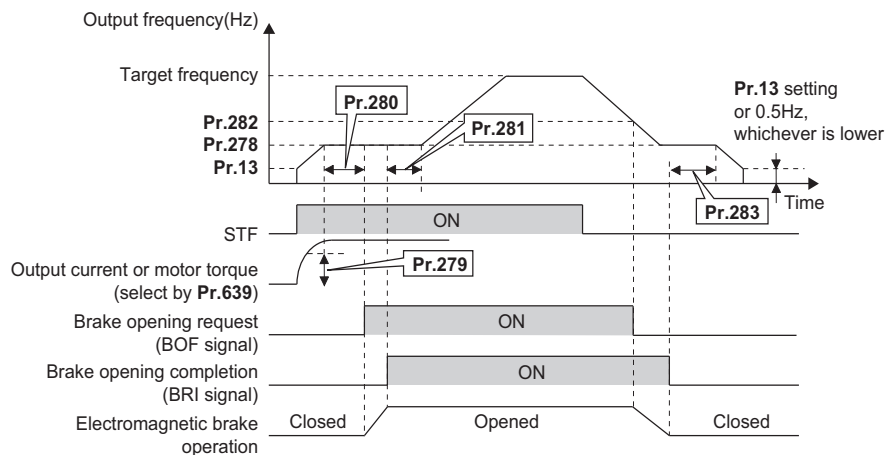 Output frequency(Hz)
Target frequency
Pr.280
Pr.13 setting
or 0.5Hz,
whichever is lower
Pr.282
Pr.281
Pr.278
Pr.13
Time
Pr.283
STF
ON
Output current or motor torque
(select by Pr.639)
Pr.279
Brake opening request
(BOF signal)
ON
Brake opening completion
(BRI signal)
ON
Electromagnetic brake
operation
Closed
Opened
Closed